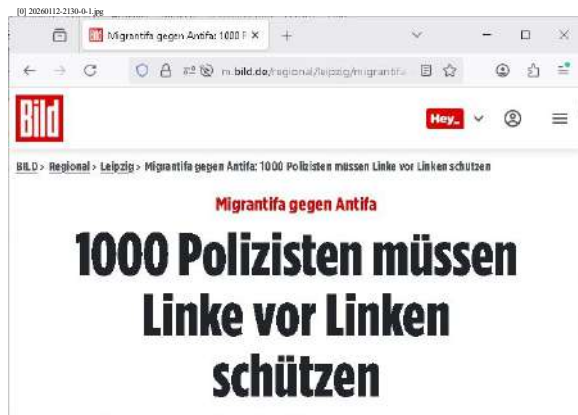 [0] 20260112-2130-0-1.jpg
Migrantifa gegen Antifa: 1000 F
m.bild.de/regional/leipzig/migrantifa
Bild
Hey_
BILD > Regional > Leipzig > Migrantifa gegen Antifa: 1000 Polizisten müssen Linke vor Linken schützen
Migrantifa gegen Antifa
1000 Polizisten müssen
Linke vor Linken
schützen